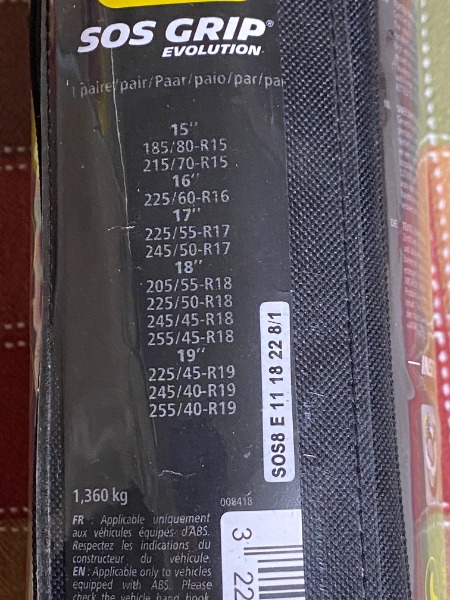 SOS GRIP
EVOLUTION
1 paire/pair/Paar/paio/par/par
15"
185/80-R15
215/70-R15
16"
225/60-R16
17"
225/55-R17
245/50-R17
18"
205/55-R18
225/50-R18
245/45-R18
255/45-R18
19"
225/45-R19
245/40-R19
255/40-R19
SOS8 E 11 18 22 8/1
1,360 kg
008418
FR : Applicable uniquement
aux véhicules équipés d'ABS.
Respectez les indications du
constructeur du véhicule.
EN : Applicable only to vehicles
equipped with ABS. Please
check the vehicle hand book
3 22